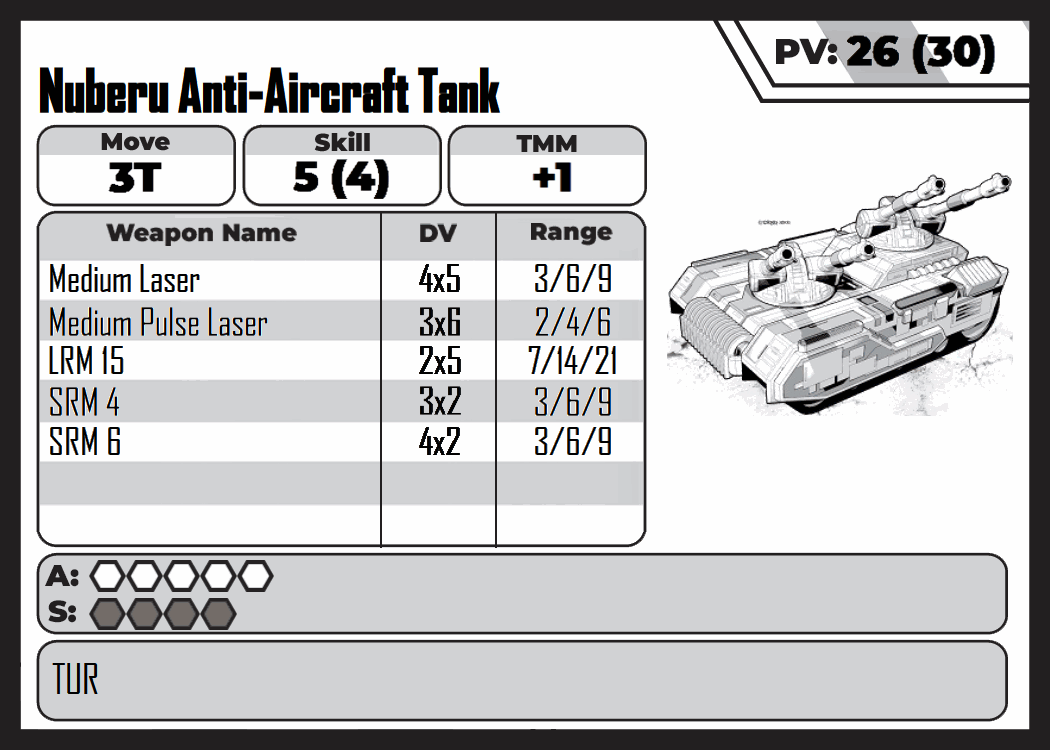 PV: 26 (30)
Nuberu Anti-Aircraft Tank
Move Skill TMM
3T 5 (4) +1
Weapon Name DV Range
Medium Laser 4x5 3/6/9
Medium Pulse Laser 3x6 2/4/6
LRM 15 2x5 7/14/21
SRM 4 3x2 3/6/9
SRM 6 4x2 3/6/9
A:
S:
TUR